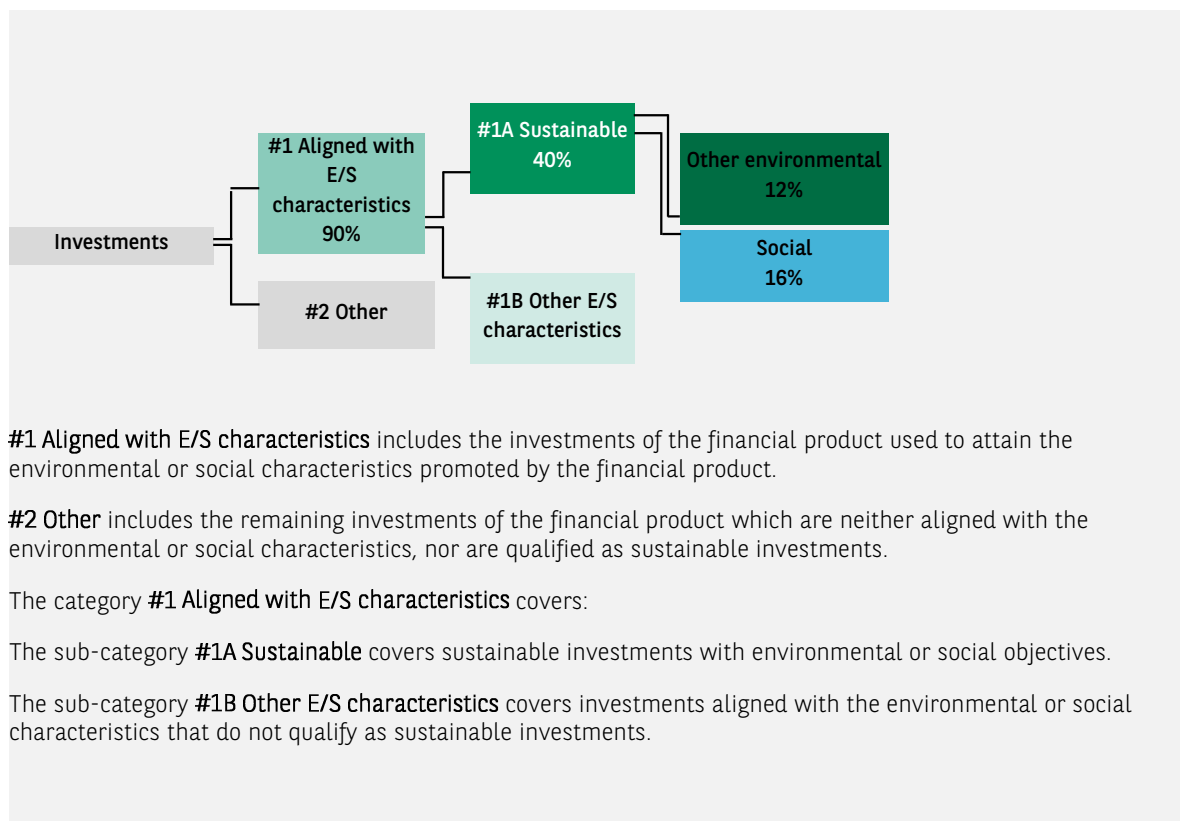 #1A Sustainable
40%
#1 Aligned with
E/S
characteristics
90%
Other environmental
12%
Investments
Social
16%
#2 Other
#1B Other E/S
characteristics
#1 Aligned with E/S characteristics includes the investments of the financial product used to attain the
environmental or social characteristics promoted by the financial product.
#2 Other includes the remaining investments of the financial product which are neither aligned with the
environmental or social characteristics, nor are qualified as sustainable investments.
The category #1 Aligned with E/S characteristics covers:
The sub-category #1A Sustainable covers sustainable investments with environmental or social objectives.
The sub-category #1B Other E/S characteristics covers investments aligned with the environmental or social
characteristics that do not qualify as sustainable investments.